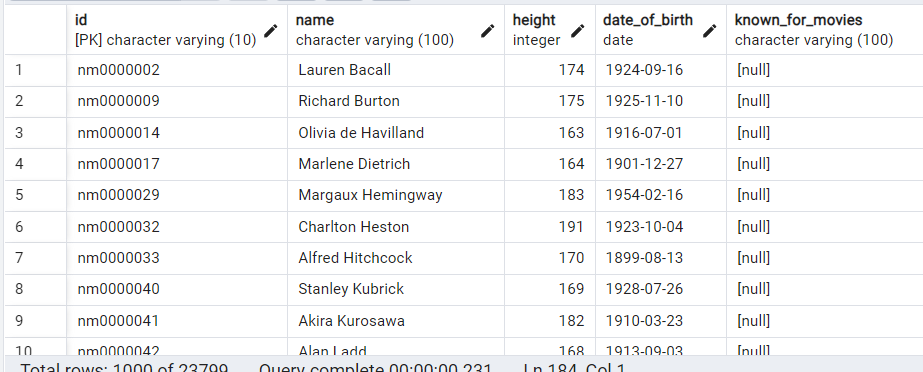 id name height date_of_birth known_for_movies
[PK] character varying (10) character varying (100) integer date character varying (100)
1 nm0000002 Lauren Bacall 174 1924-09-16 [null]
2 nm0000009 Richard Burton 175 1925-11-10 [null]
3 nm0000014 Olivia de Havilland 163 1916-07-01 [null]
4 nm0000017 Marlene Dietrich 164 1901-12-27 [null]
5 nm0000029 Margaux Hemingway 183 1954-02-16 [null]
6 nm0000032 Charlton Heston 191 1923-10-04 [null]
7 nm0000033 Alfred Hitchcock 170 1899-08-13 [null]
8 nm0000040 Stanley Kubrick 169 1928-07-26 [null]
9 nm0000041 Akira Kurosawa 182 1910-03-23 [null]
10 nm0000042 Alan Ladd 168 1913-09-03 [null]
Total rows: 1000 of 23799 Query complete 00:00:00.231 Ln 184, Col 1